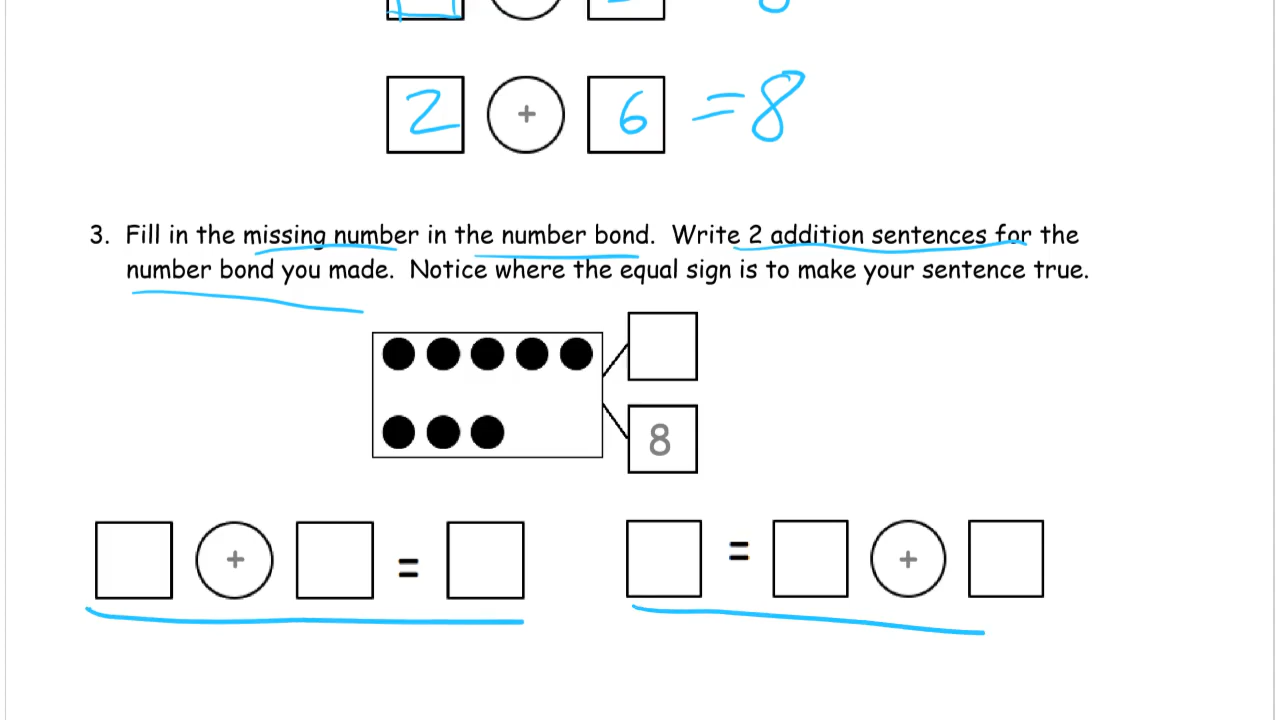 8
2 + 6 = 8
3. Fill in the missing number in the number bond. Write 2 addition sentences for the
number bond you made. Notice where the equal sign is to make your sentence true.
8
+ =
= +